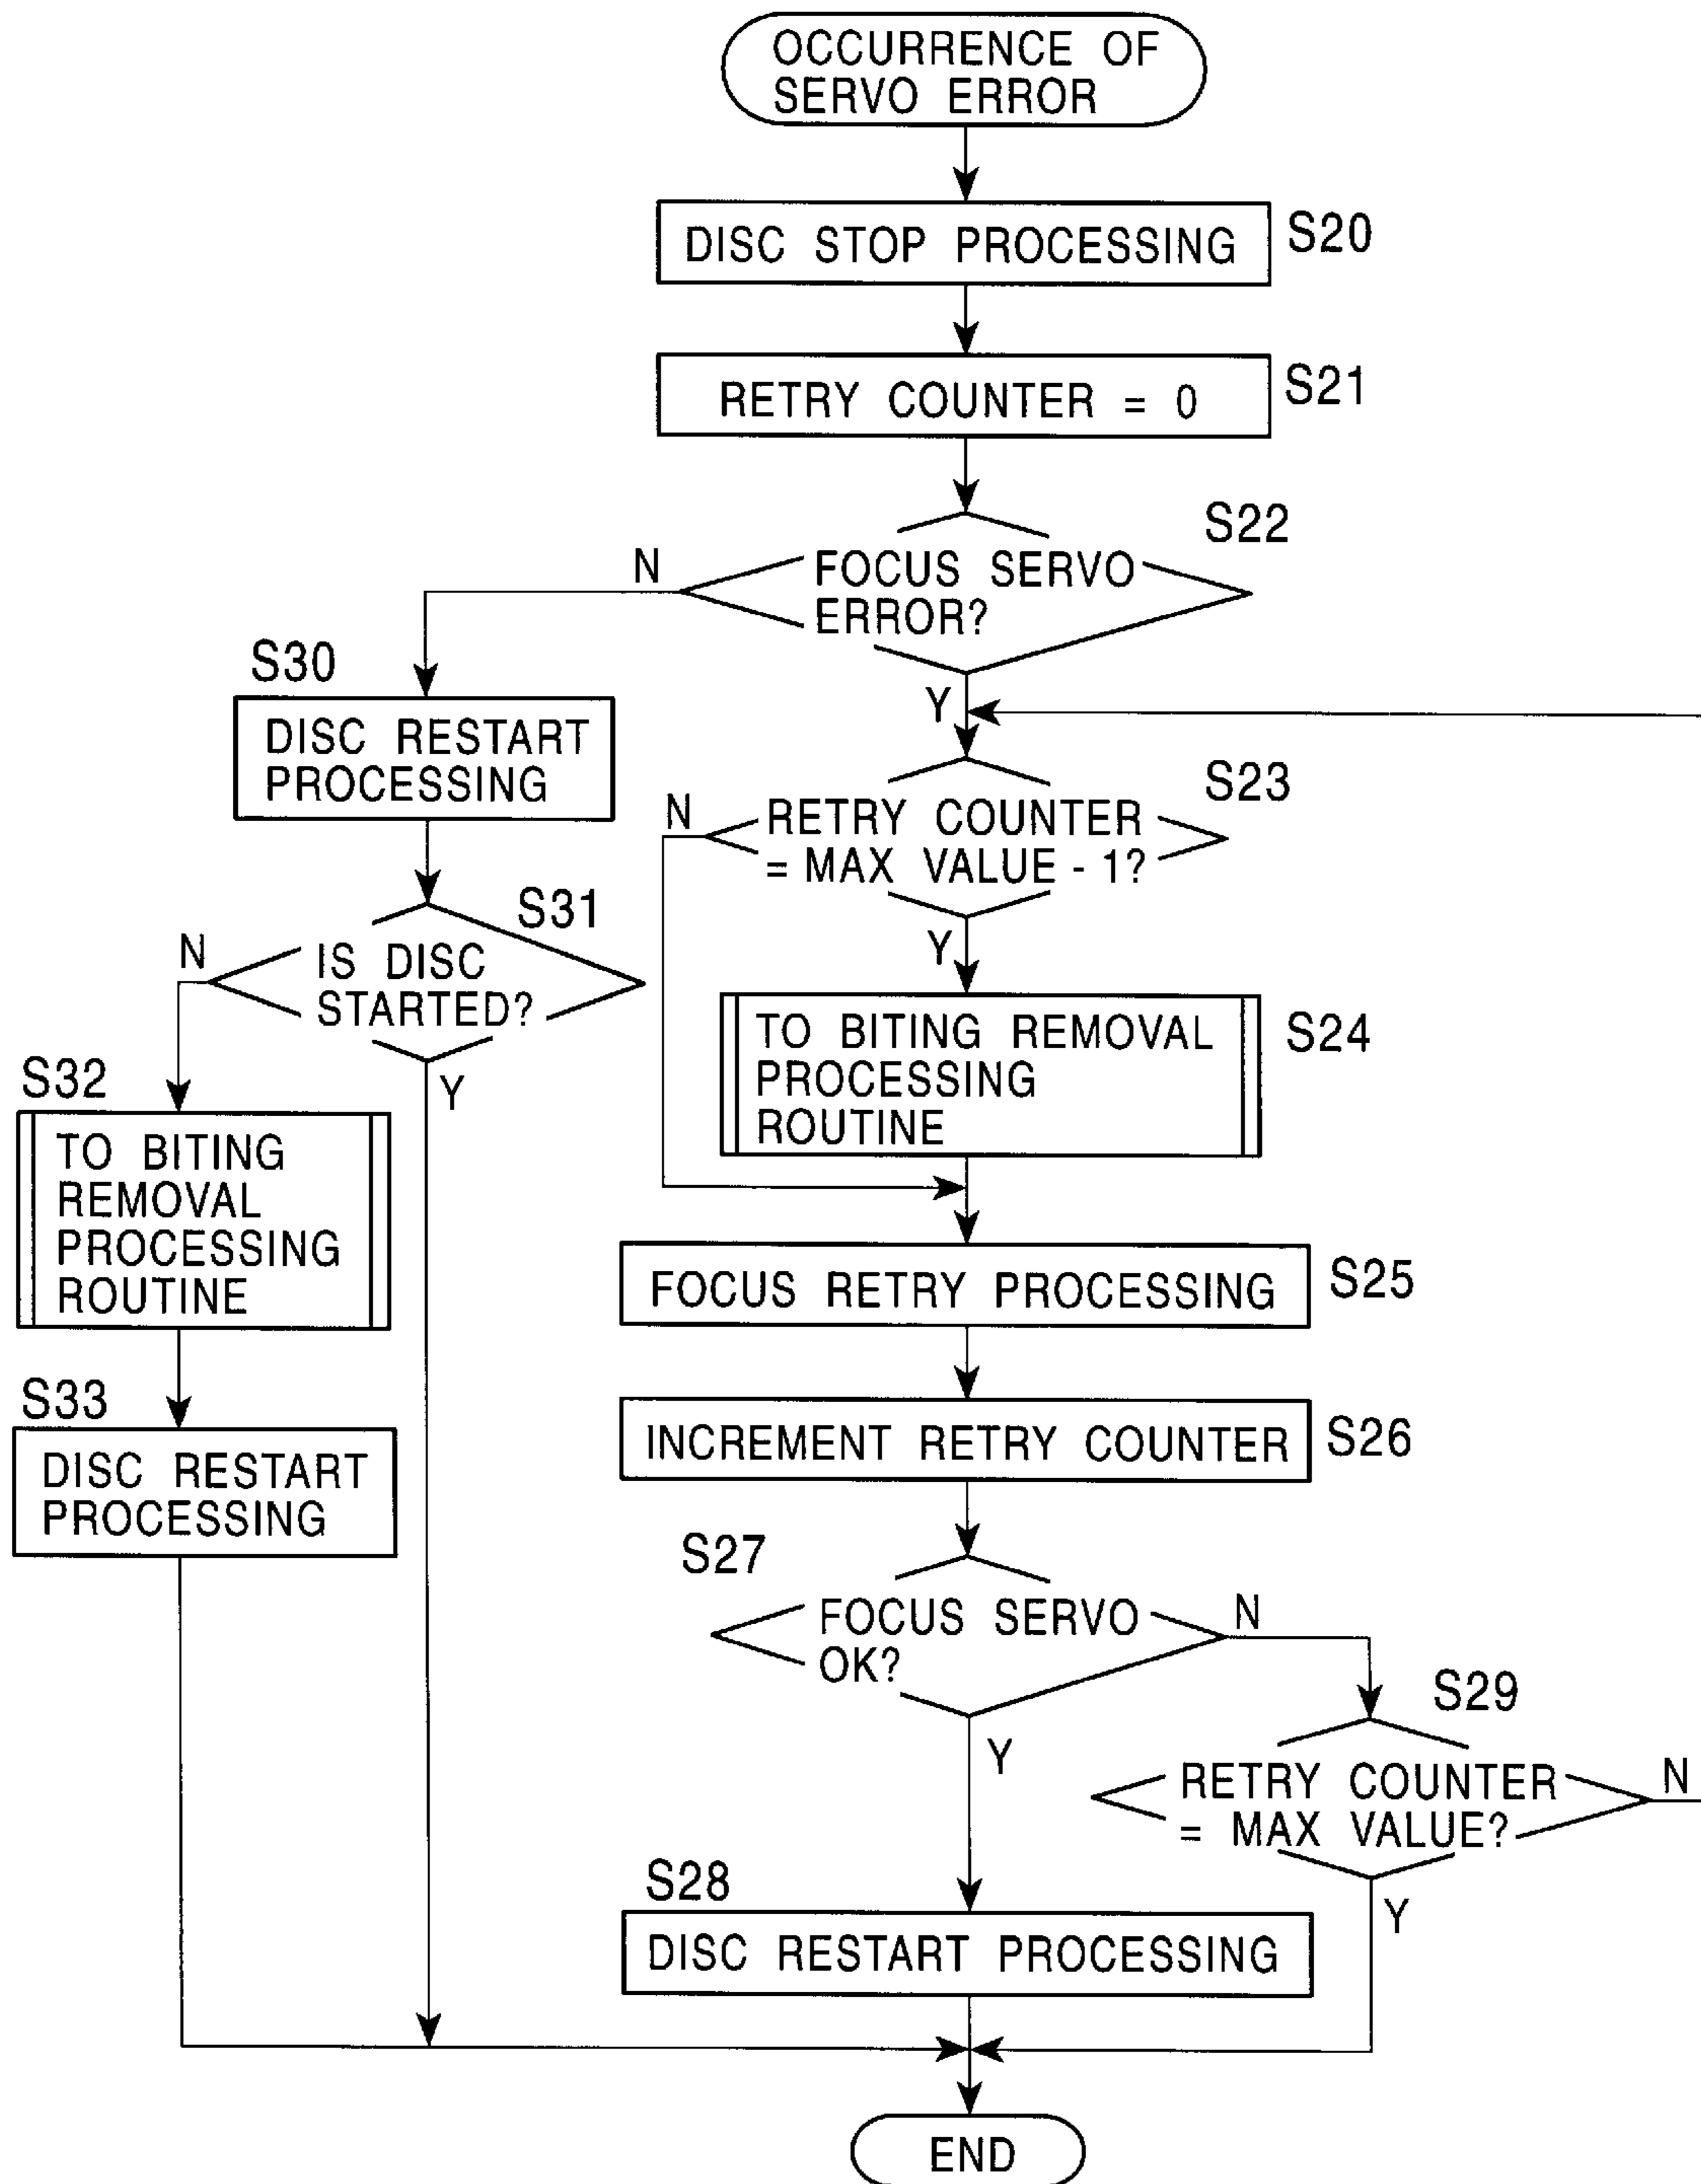 OCCURRENCE OF
SERVO ERROR
DISC STOP PROCESSING
S20
RETRY COUNTER = 0
S21
S22
FOCUS SERVO
ERROR?
N
Y
S30
DISC RESTART
PROCESSING
S23
RETRY COUNTER
= MAX VALUE - 1?
N
Y
S31
IS DISC
STARTED?
N
Y
TO BITING REMOVAL
PROCESSING
ROUTINE
S24
S32
TO BITING
REMOVAL
PROCESSING
ROUTINE
FOCUS RETRY PROCESSING
S25
S33
DISC RESTART
PROCESSING
INCREMENT RETRY COUNTER
S26
S27
FOCUS SERVO
OK?
N
Y
S29
RETRY COUNTER
= MAX VALUE?
N
Y
S28
DISC RESTART PROCESSING
END